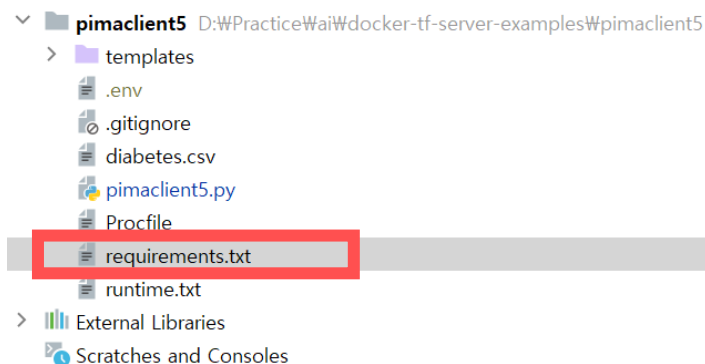 pimaclient5 D:₩Practice₩ai₩docker-tf-server-examples₩pimaclient5
templates
.env
.gitignore
diabetes.csv
pimaclient5.py
Procfile
requirements.txt
runtime.txt
External Libraries
Scratches and Consoles